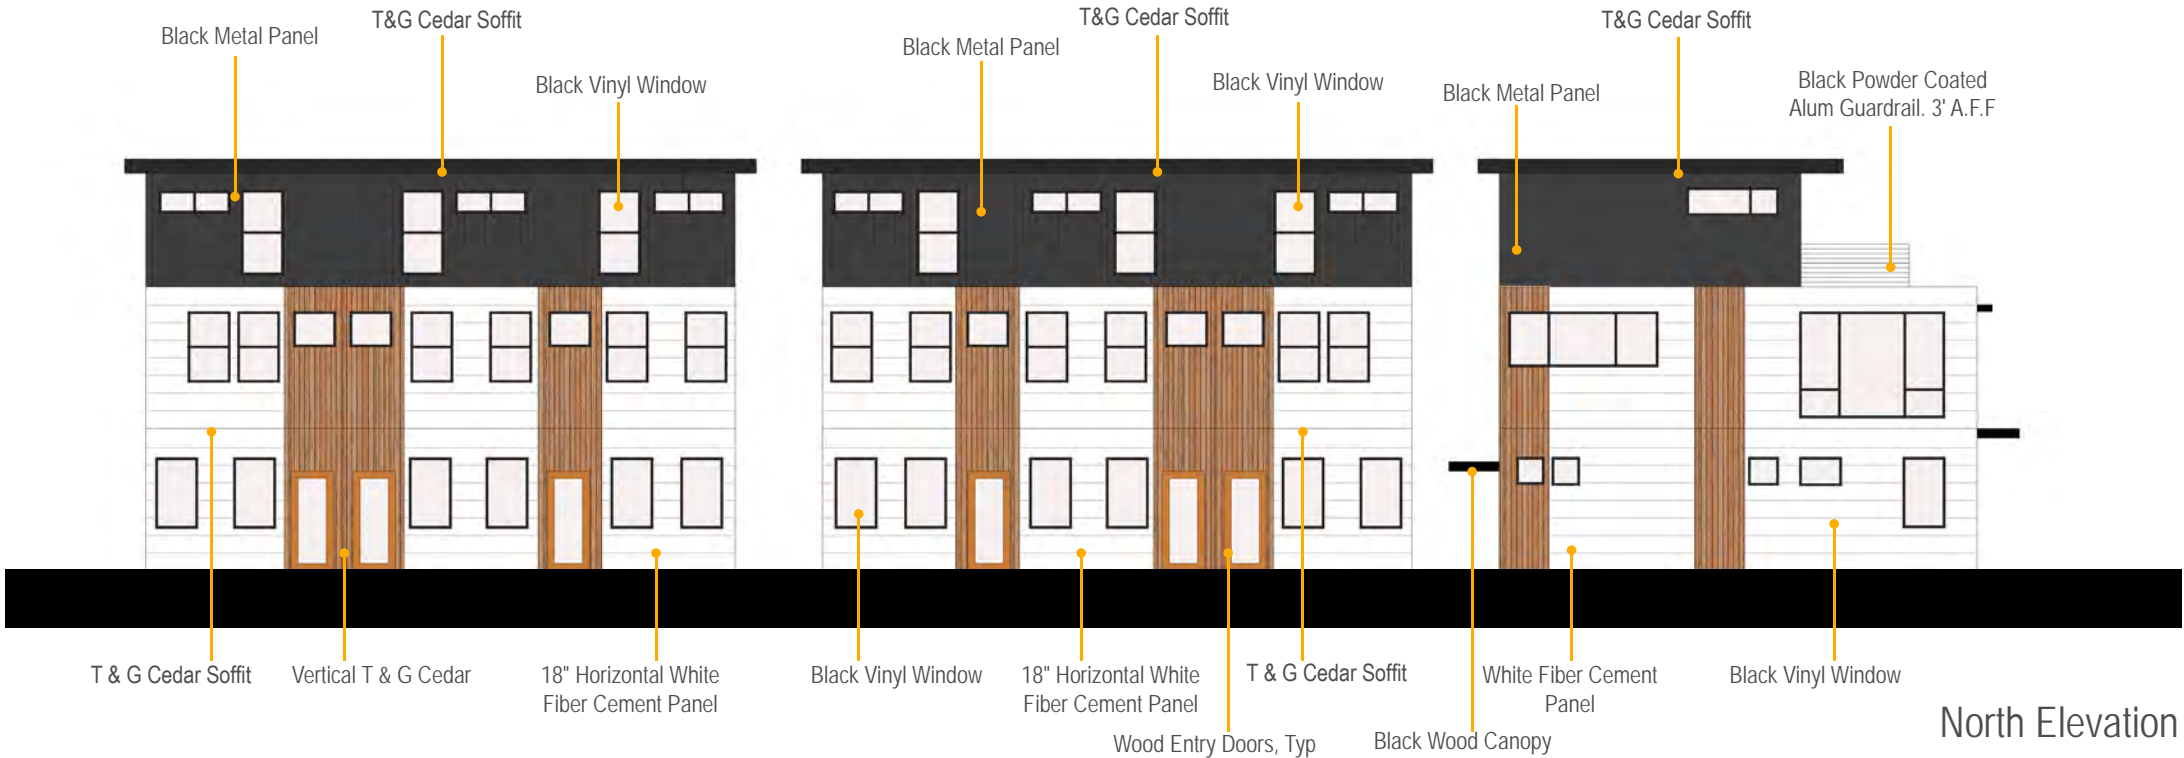 T&G Cedar Soffit
Black Metal Panel
Black Vinyl Window
T&G Cedar Soffit
Black Metal Panel
Black Vinyl Window
T&G Cedar Soffit
Black Metal Panel
Black Powder Coated
Alum Guardrail. 3' A.F.F
T & G Cedar Soffit
Vertical T & G Cedar
18" Horizontal White
Fiber Cement Panel
Black Vinyl Window
18" Horizontal White
Fiber Cement Panel
T & G Cedar Soffit
Wood Entry Doors, Typ
Black Wood Canopy
White Fiber Cement
Panel
Black Vinyl Window
North Elevation